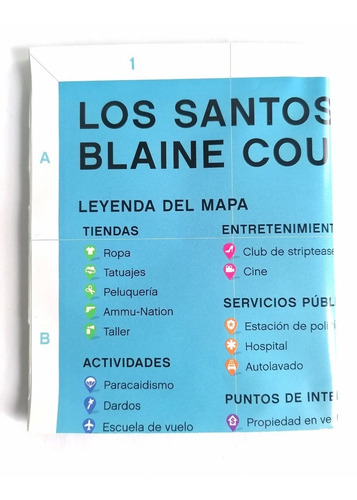 1
A
B
LOS SANTOS
BLAINE COU
LEYENDA DEL MAPA
TIENDAS
Ropa
Tatuajes
Peluquería
Ammu-Nation
Taller
ACTIVIDADES
Paracaidismo
Dardos
Escuela de vuelo
ENTRETENIMIENT
Club de striptease
Cine
SERVICIOS PÚBL
Estación de poli
Hospital
Autolavado
PUNTOS DE INTE
Propiedad en ve